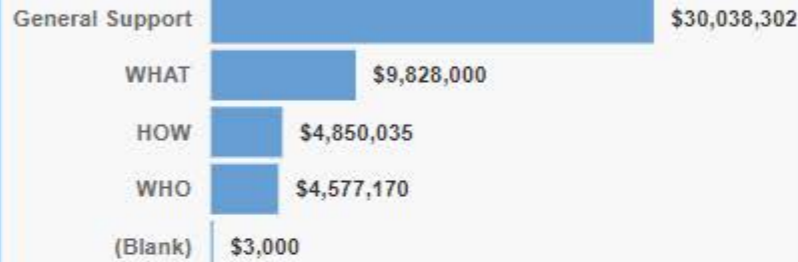 General Support $30,038,302
WHAT $9,828,000
HOW $4,850,035
WHO $4,577,170
(Blank) $3,000